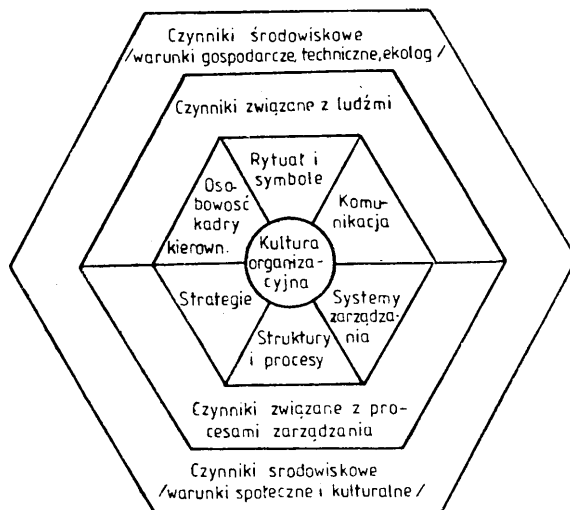 Czynniki środowiskowe
/warunki gospodarcze, techniczne, ekolog/
Czynniki związane z ludźmi
Rytuał i
symbole
Oso-
bowość
kadry
kierown.
Komu-
nikacja
Kultura
organiza-
cyjna
Strategie
Systemy
zarządza-
nia
Struktury
i procesy
Czynniki związane z pro-
cesami zarządzania
Czynniki srodowiskowe
/warunki społeczne i kulturalne/